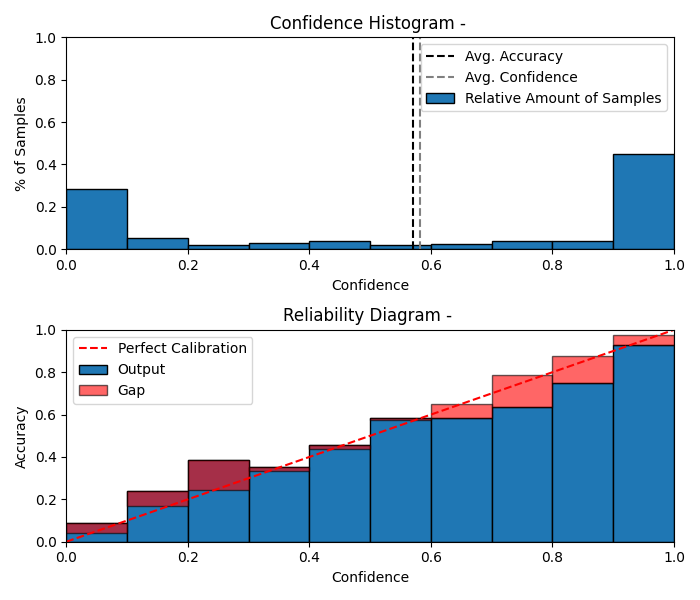 Confidence Histogram -
1.0
0.8
0.6
0.4
0.2
0.0
% of Samples
Avg. Accuracy
Avg. Confidence
Relative Amount of Samples
0.0 0.2 0.4 0.6 0.8 1.0
Confidence
Reliability Diagram -
1.0
0.8
0.6
0.4
0.2
0.0
Accuracy
Perfect Calibration
Output
Gap
0.0 0.2 0.4 0.6 0.8 1.0
Confidence